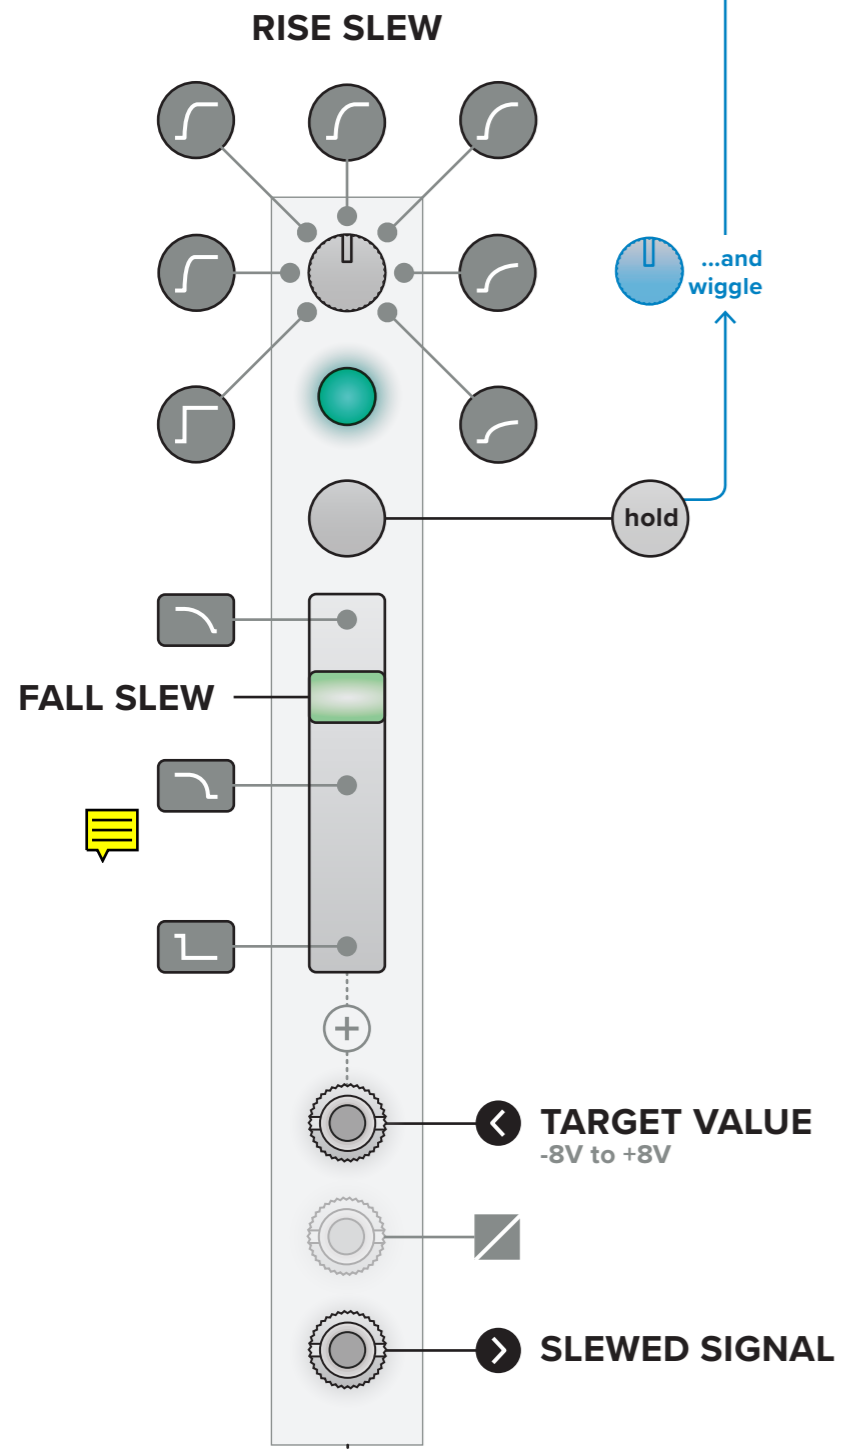 RISE SLEW
...and
wiggle
hold
FALL SLEW
TARGET VALUE
-8V to +8V
SLEWED SIGNAL